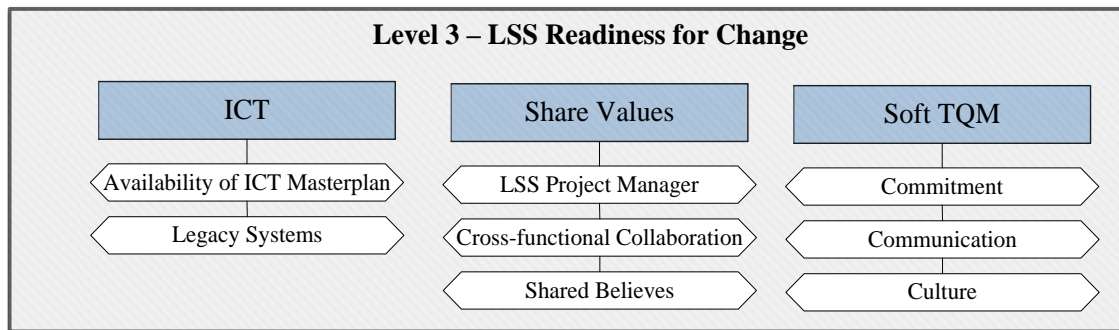 Level 3 – LSS Readiness for Change
ICT
Availability of ICT Masterplan
Legacy Systems
Share Values
LSS Project Manager
Cross-functional Collaboration
Shared Believes
Soft TQM
Commitment
Communication
Culture